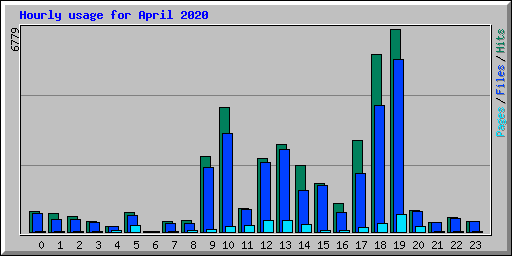 Hourly usage for April 2020
6779
Pages/Files/Hits
0 1 2 3 4 5 6 7 8 9 10 11 12 13 14 15 16 17 18 19 20 21 22 23